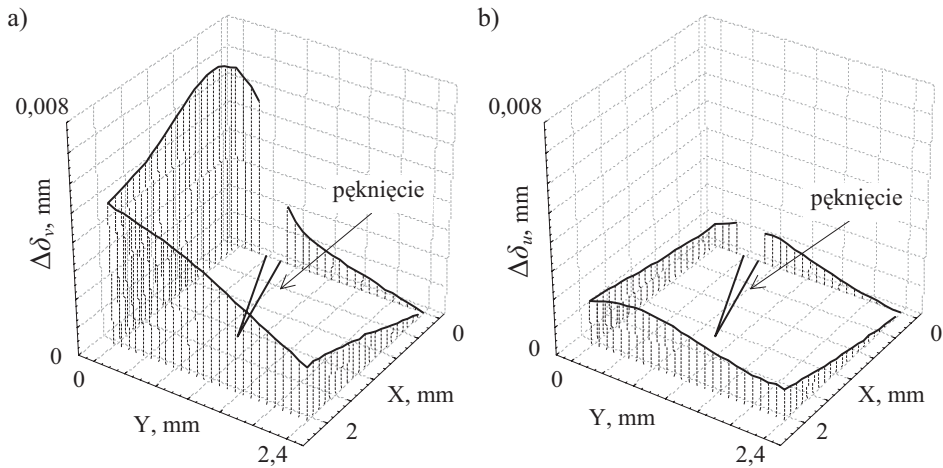 a)
0,008
Δδv, mm
pęknięcie
0
0
Y, mm
2,4
2
X, mm
0
b)
0,008
Δδu, mm
pęknięcie
0
0
Y, mm
2,4
2
X, mm
0